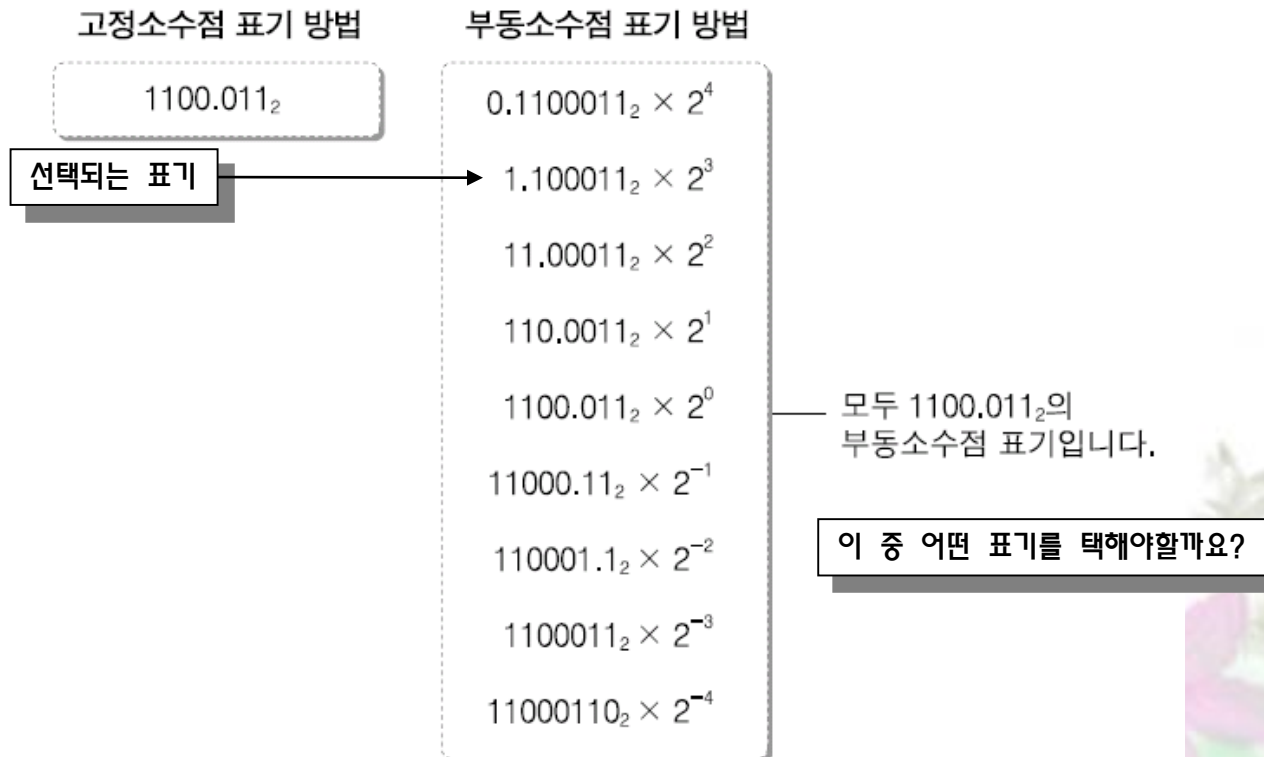 고정소수점 표기 방법
부동소수점 표기 방법
1100.011₂
0.1100011₂ × 2⁴
선택되는 표기
1.100011₂ × 2³
11.00011₂ × 2²
110.0011₂ × 2¹
1100.011₂ × 2⁰
모두 1100.011₂의
부동소수점 표기입니다.
11000.11₂ × 2⁻¹
이 중 어떤 표기를 택해야할까요?
110001.1₂ × 2⁻²
1100011₂ × 2⁻³
11000110₂ × 2⁻⁴